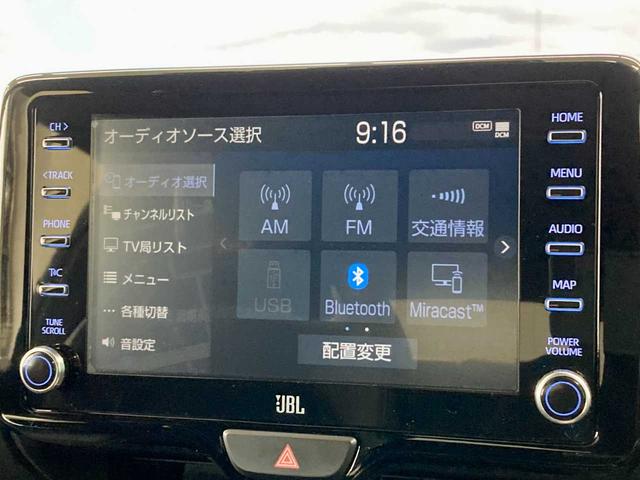 CH >
<TRACK
PHONE
T/C
TUNE
SCROLL
オーディオソース選択
9:16
DCM
DCM
オーディオ選択
チャンネルリスト
TV局リスト
メニュー
各種切替
音設定
AM
FM
交通情報
USB
Bluetooth
Miracast™
配置変更
HOME
MENU
AUDIO
MAP
POWER
VOLUME
JBL